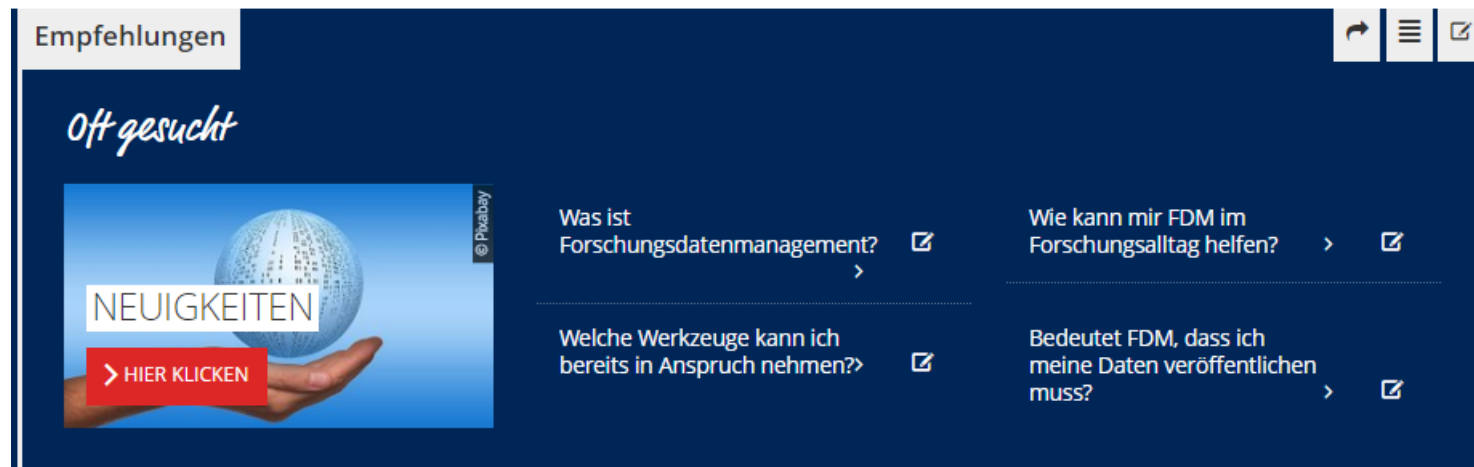 Empfehlungen
Oft gesucht
© Pixabay
NEUIGKEITEN
HIER KLICKEN
Was ist
Forschungsdatenmanagement?
Welche Werkzeuge kann ich
bereits in Anspruch nehmen?
Wie kann mir FDM im
Forschungsalltag helfen?
Bedeutet FDM, dass ich
meine Daten veröffentlichen
muss?